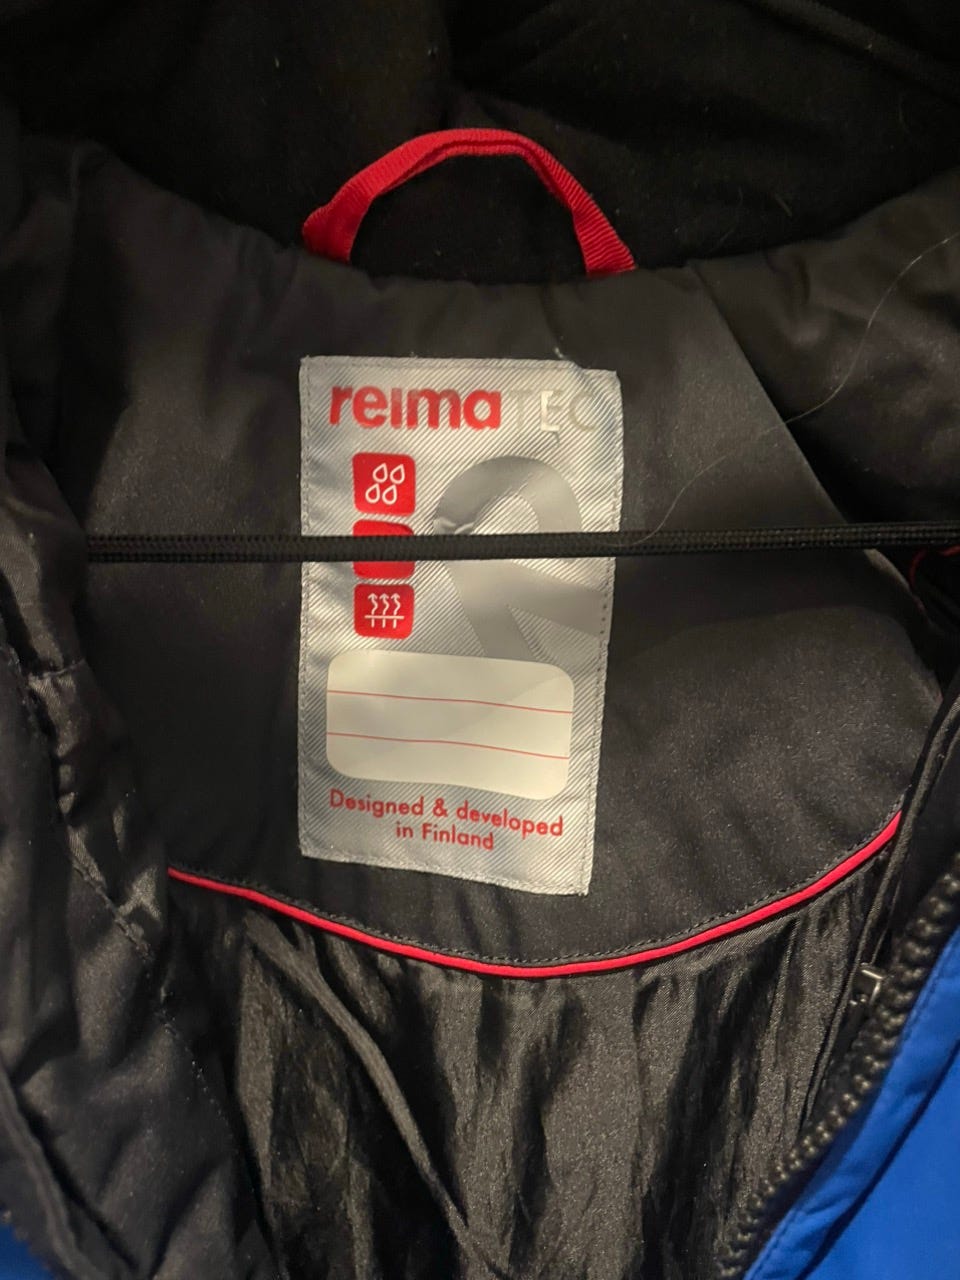 reimaTEC
Designed & developed
in Finland